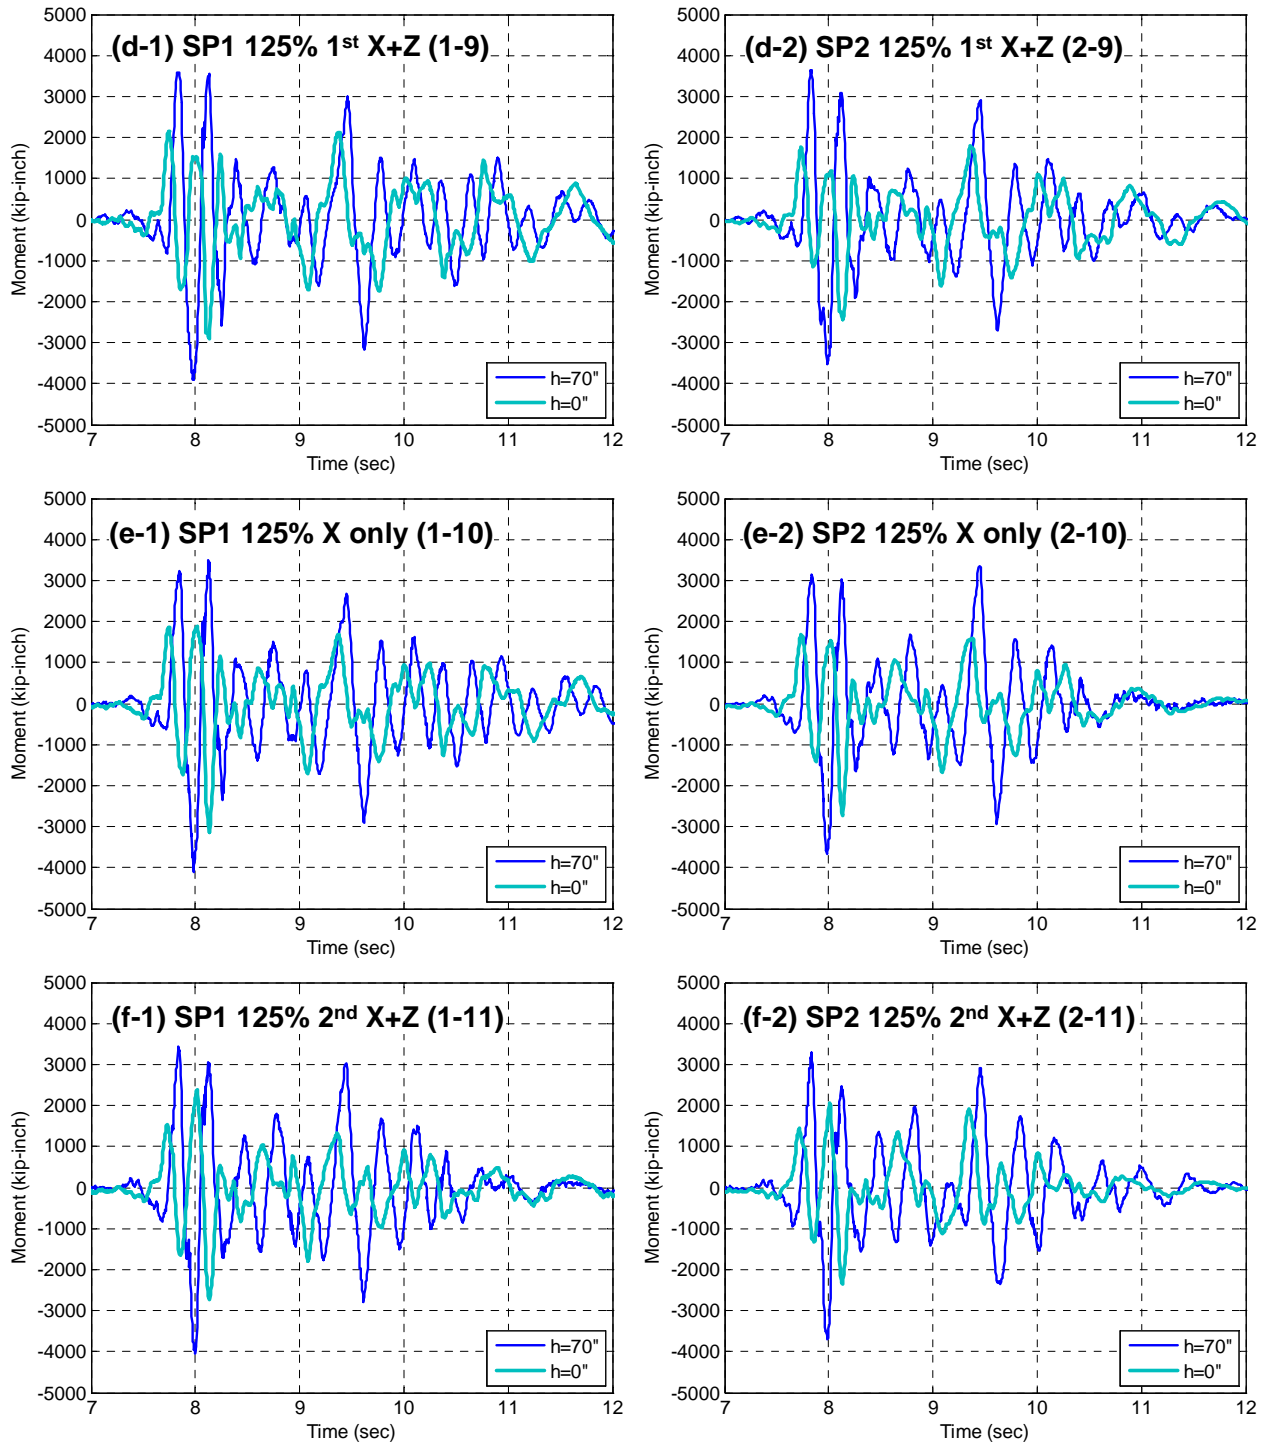 (d-1) SP1 125% 1st X+Z (1-9)
5000
4000
3000
2000
1000
0
-1000
-2000
-3000
-4000
-5000
Moment (kip-inch)
7 8 9 10 11 12
Time (sec)
h=70"
h=0"
(d-2) SP2 125% 1st X+Z (2-9)
5000
4000
3000
2000
1000
0
-1000
-2000
-3000
-4000
-5000
Moment (kip-inch)
7 8 9 10 11 12
Time (sec)
h=70"
h=0"
(e-1) SP1 125% X only (1-10)
5000
4000
3000
2000
1000
0
-1000
-2000
-3000
-4000
-5000
Moment (kip-inch)
7 8 9 10 11 12
Time (sec)
h=70"
h=0"
(e-2) SP2 125% X only (2-10)
5000
4000
3000
2000
1000
0
-1000
-2000
-3000
-4000
-5000
Moment (kip-inch)
7 8 9 10 11 12
Time (sec)
h=70"
h=0"
(f-1) SP1 125% 2nd X+Z (1-11)
5000
4000
3000
2000
1000
0
-1000
-2000
-3000
-4000
-5000
Moment (kip-inch)
7 8 9 10 11 12
Time (sec)
h=70"
h=0"
(f-2) SP2 125% 2nd X+Z (2-11)
5000
4000
3000
2000
1000
0
-1000
-2000
-3000
-4000
-5000
Moment (kip-inch)
7 8 9 10 11 12
Time (sec)
h=70"
h=0"